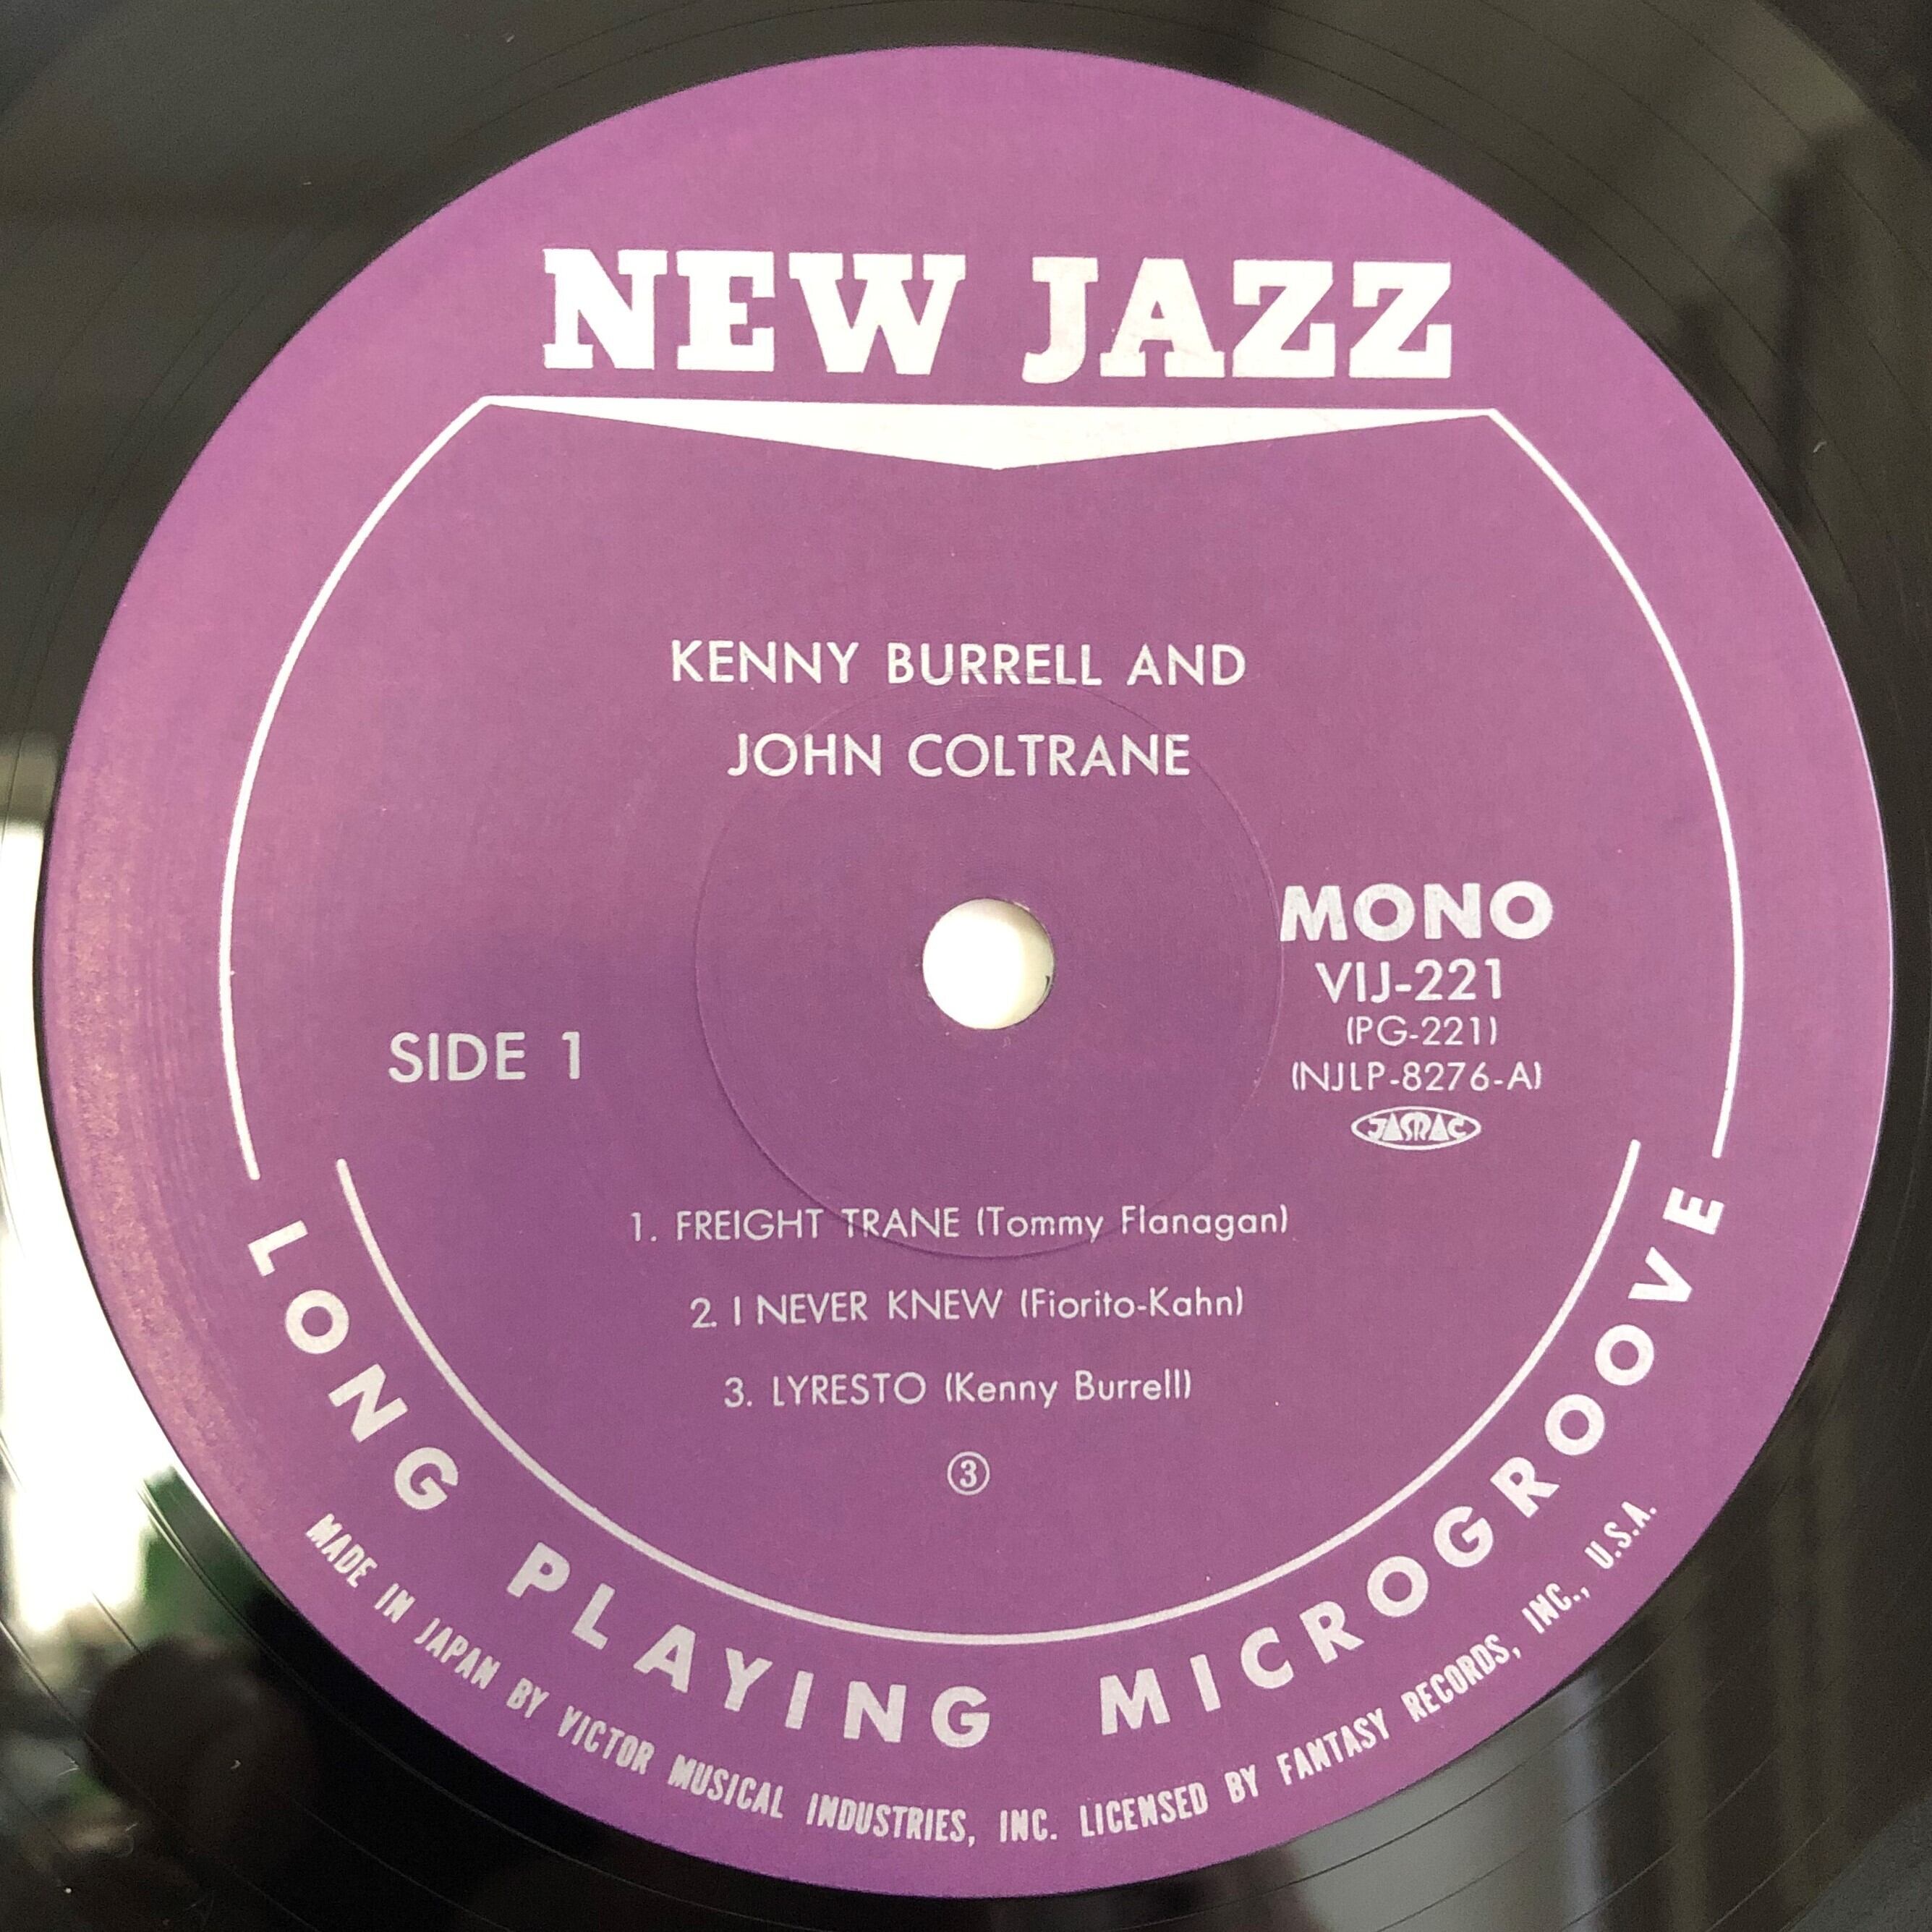 NEW JAZZ
KENNY BURRELL AND
JOHN COLTRANE
MONO
VIJ-221
(PG-221)
(NJLP-8276-A)
JASRAC
SIDE 1
1. FREIGHT TRANE (Tommy Flanagan)
2. I NEVER KNEW (Fiorito-Kahn)
3. LYRESTO (Kenny Burrell)
③
LONG PLAYING MICROGROOVE
MADE IN JAPAN BY VICTOR MUSICAL INDUSTRIES, INC. LICENSED BY FANTASY RECORDS, INC., U.S.A.